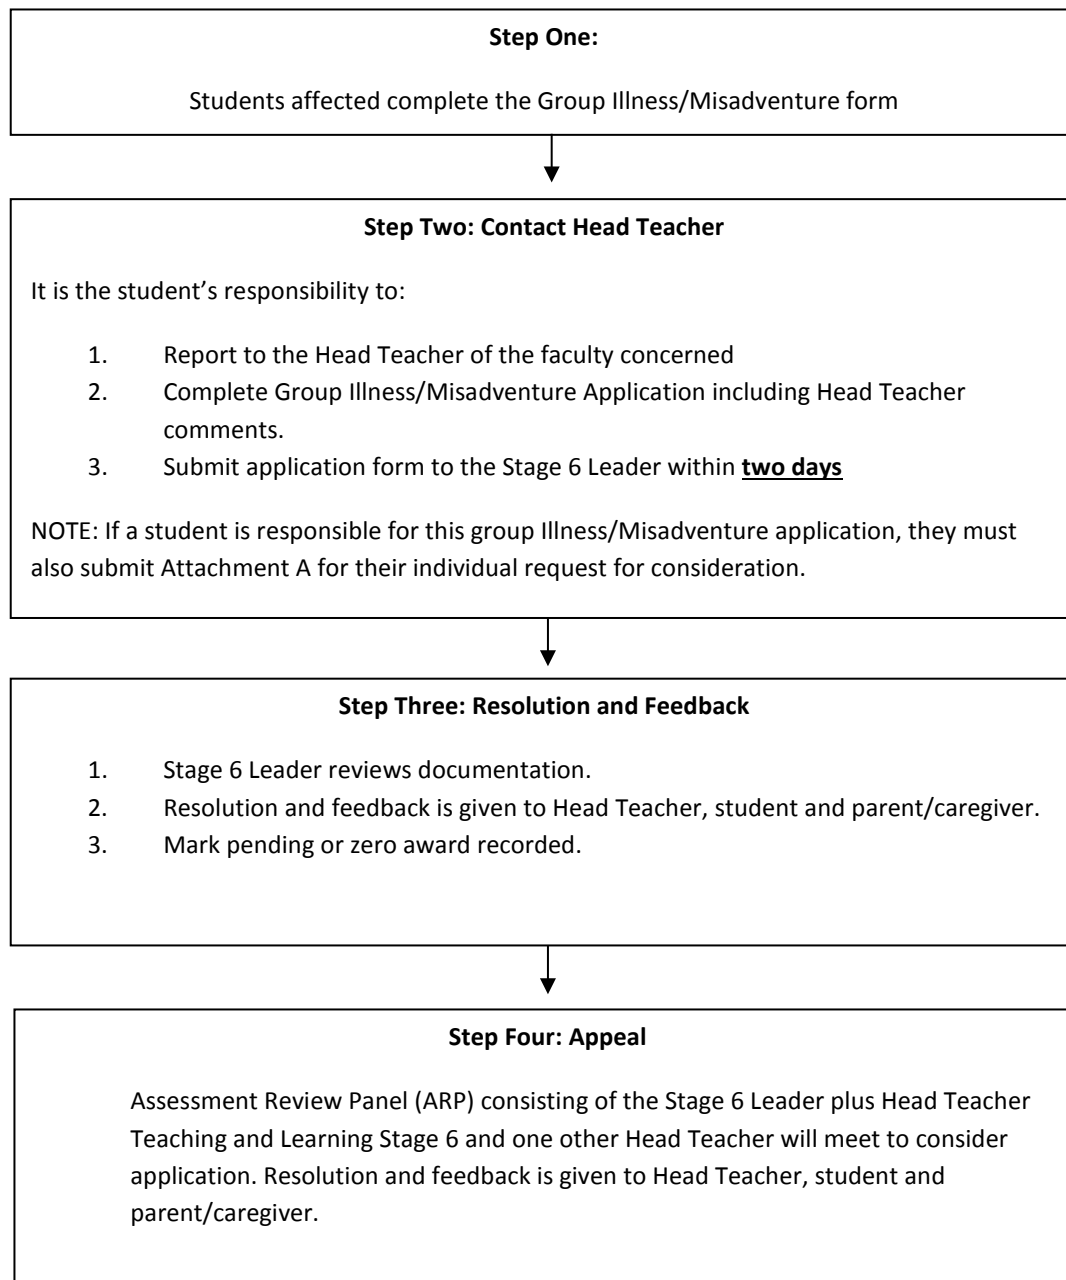 Step One:
Students affected complete the Group Illness/Misadventure form
Step Two: Contact Head Teacher
It is the student’s responsibility to:
1. Report to the Head Teacher of the faculty concerned
2. Complete Group Illness/Misadventure Application including Head Teacher
comments.
3. Submit application form to the Stage 6 Leader within two days
NOTE: If a student is responsible for this group Illness/Misadventure application, they must
also submit Attachment A for their individual request for consideration.
Step Three: Resolution and Feedback
1. Stage 6 Leader reviews documentation.
2. Resolution and feedback is given to Head Teacher, student and parent/caregiver.
3. Mark pending or zero award recorded.
Step Four: Appeal
Assessment Review Panel (ARP) consisting of the Stage 6 Leader plus Head Teacher
Teaching and Learning Stage 6 and one other Head Teacher will meet to consider
application. Resolution and feedback is given to Head Teacher, student and
parent/caregiver.